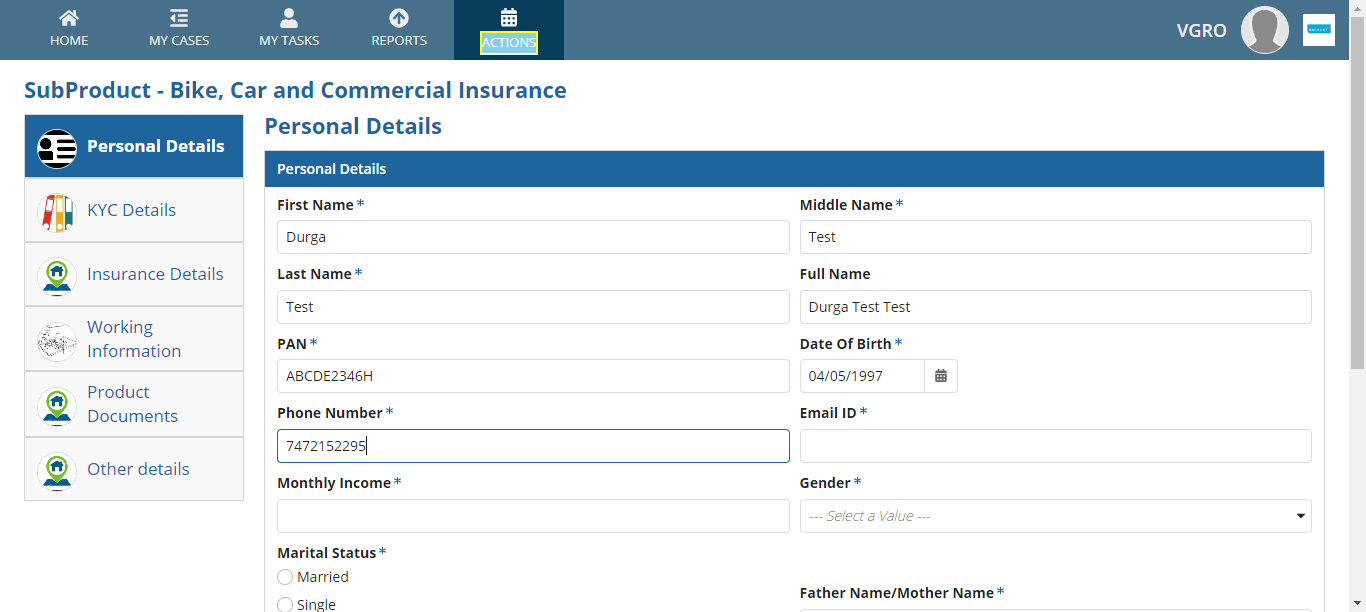 HOME
MY CASES
MY TASKS
REPORTS
ACTIONS
VGRO
SubProduct - Bike, Car and Commercial Insurance
Personal Details
KYC Details
Insurance Details
Working
Information
Product
Documents
Other details
Personal Details
Personal Details
First Name *
Middle Name *
Durga
Test
Last Name *
Full Name
Test
Durga Test Test
PAN *
Date Of Birth *
ABCDE2346H
04/05/1997
Phone Number *
Email ID *
7472152295
Monthly Income *
Gender *
--- Select a Value ---
Marital Status *
Married
Father Name/Mother Name *
Single